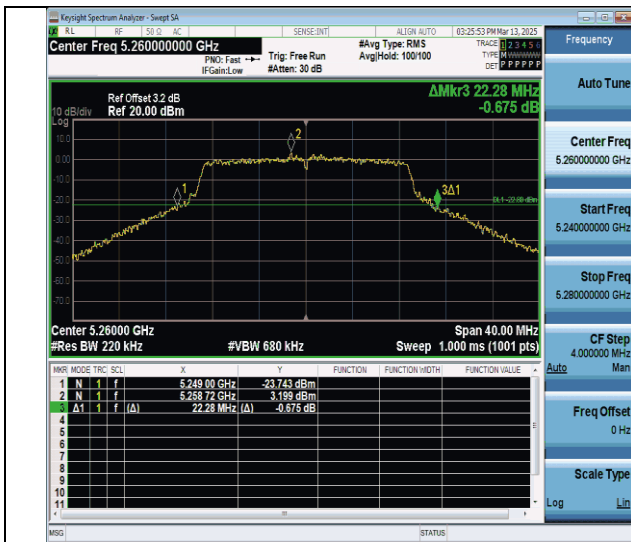 Keysight Spectrum Analyzer - Swept SA
RL RF 50 Ω AC SENSE:INT ALIGN AUTO 03:25:53 PM Mar 13, 2025
Center Freq 5.260000000 GHz
PNO: Fast
IFGain:Low
Trig: Free Run
#Atten: 30 dB
#Avg Type: RMS
Avg|Hold: 100/100
TRACE 1 2 3 4 5 6
TYPE M W W W W W
DET P P P P P P
Ref Offset 3.2 dB
Ref 20.00 dBm
ΔMkr3 22.28 MHz
-0.675 dB
10 dB/div
Log
10.0
0.00
-10.0
-20.0
-30.0
-40.0
-50.0
-60.0
-70.0
1
2
3Δ1
Center 5.26000 GHz Span 40.00 MHz
#Res BW 220 kHz #VBW 680 kHz Sweep 1.000 ms (1001 pts)
MKR MODE TRC SCL X Y FUNCTION FUNCTION WIDTH FUNCTION VALUE
1 N 1 f 5.249 00 GHz -23.743 dBm
2 N 1 f 5.258 72 GHz 3.199 dBm
3 Δ1 1 f (Δ) 22.28 MHz (Δ) -0.675 dB
4
5
6
7
8
9
10
11
MSG STATUS
Frequency
Auto Tune
Center Freq
5.260000000 GHz
Start Freq
5.240000000 GHz
Stop Freq
5.280000000 GHz
CF Step
4.000000 MHz
Auto Man
Freq Offset
0 Hz
Scale Type
Log Lin